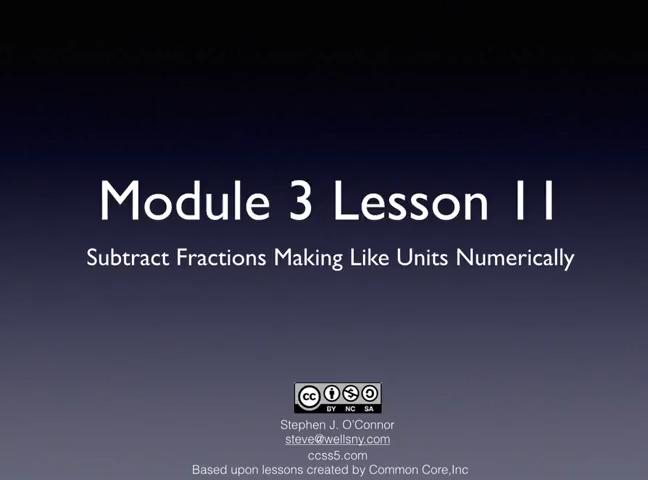 Module 3 Lesson 11
Subtract Fractions Making Like Units Numerically
cc BY NC SA
Stephen J. O'Connor
steve@wellsny.com
ccss5.com
Based upon lessons created by Common Core,Inc